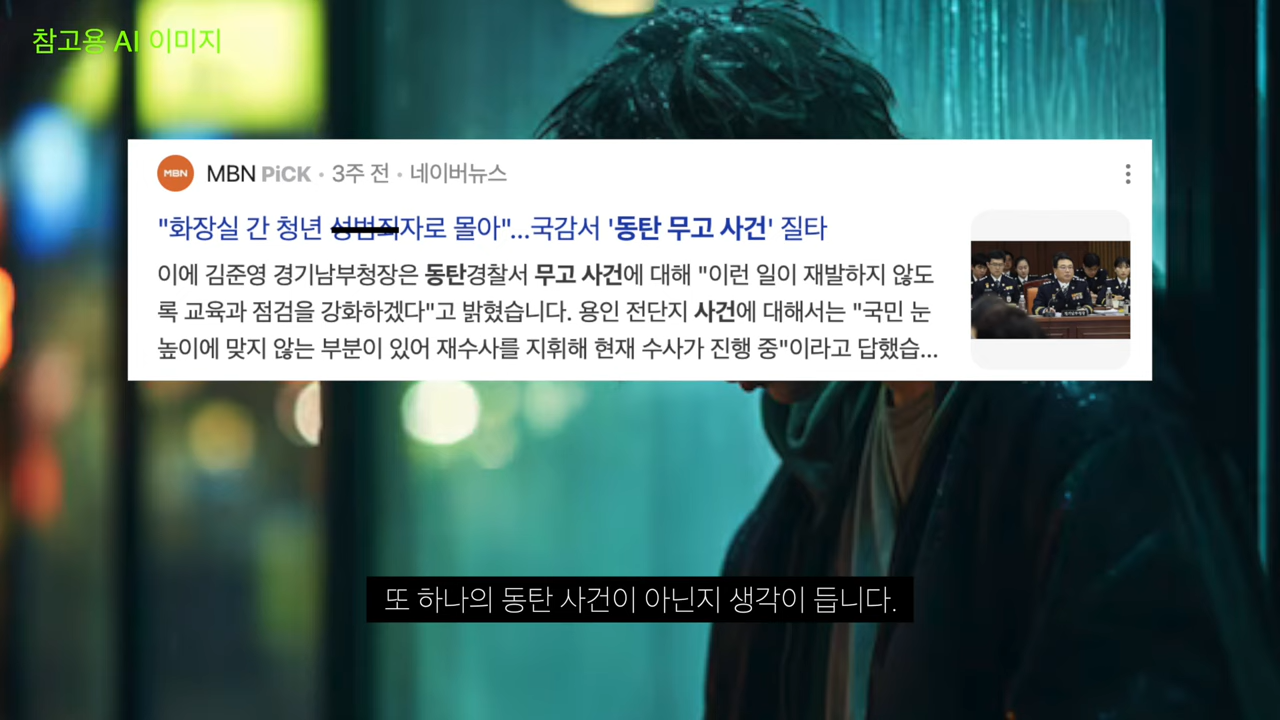 참고용 AI 이미지
MBN MBN PiCK · 3주 전 · 네이버뉴스
"화장실 간 청년 성범죄자로 몰아"...국감서 '동탄 무고 사건' 질타
이에 김준영 경기남부청장은 동탄경찰서 무고 사건에 대해 "이런 일이 재발하지 않도
록 교육과 점검을 강화하겠다"고 밝혔습니다. 용인 전단지 사건에 대해서는 "국민 눈
높이에 맞지 않는 부분이 있어 재수사를 지휘해 현재 수사가 진행 중"이라고 답했습...
또 하나의 동탄 사건이 아닌지 생각이 듭니다.